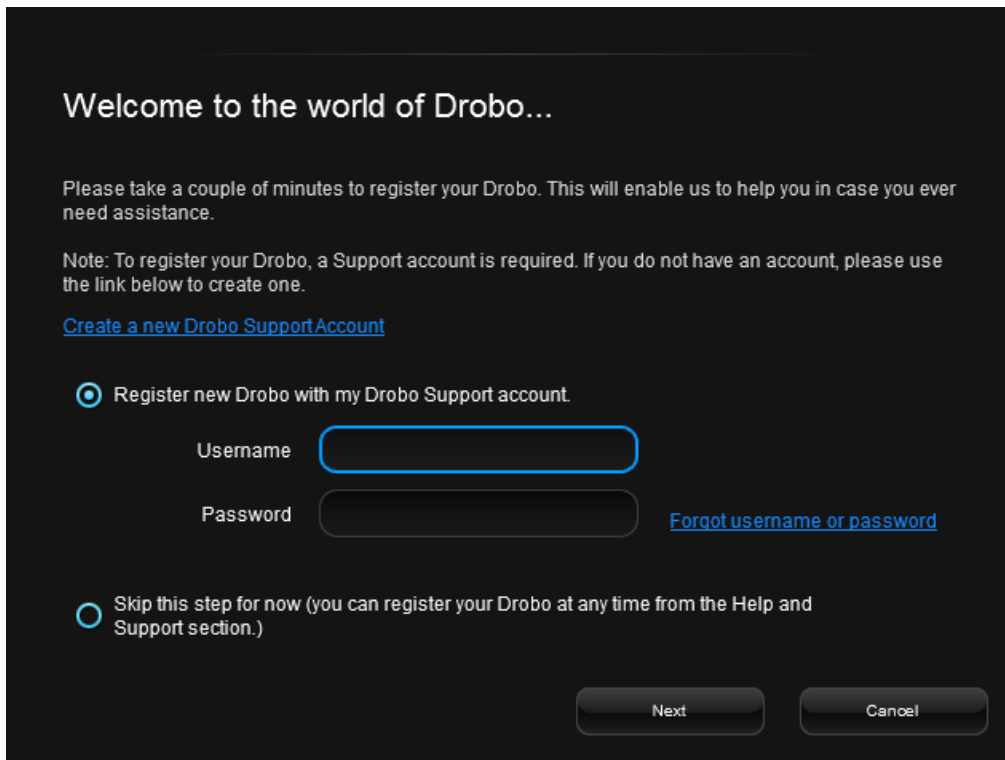 Welcome to the world of Drobo...
Please take a couple of minutes to register your Drobo. This will enable us to help you in case you ever
need assistance.
Note: To register your Drobo, a Support account is required. If you do not have an account, please use
the link below to create one.
Create a new Drobo Support Account
Register new Drobo with my Drobo Support account.
Username
Password
Forgot username or password
Skip this step for now (you can register your Drobo at any time from the Help and
Support section.)
Next
Cancel